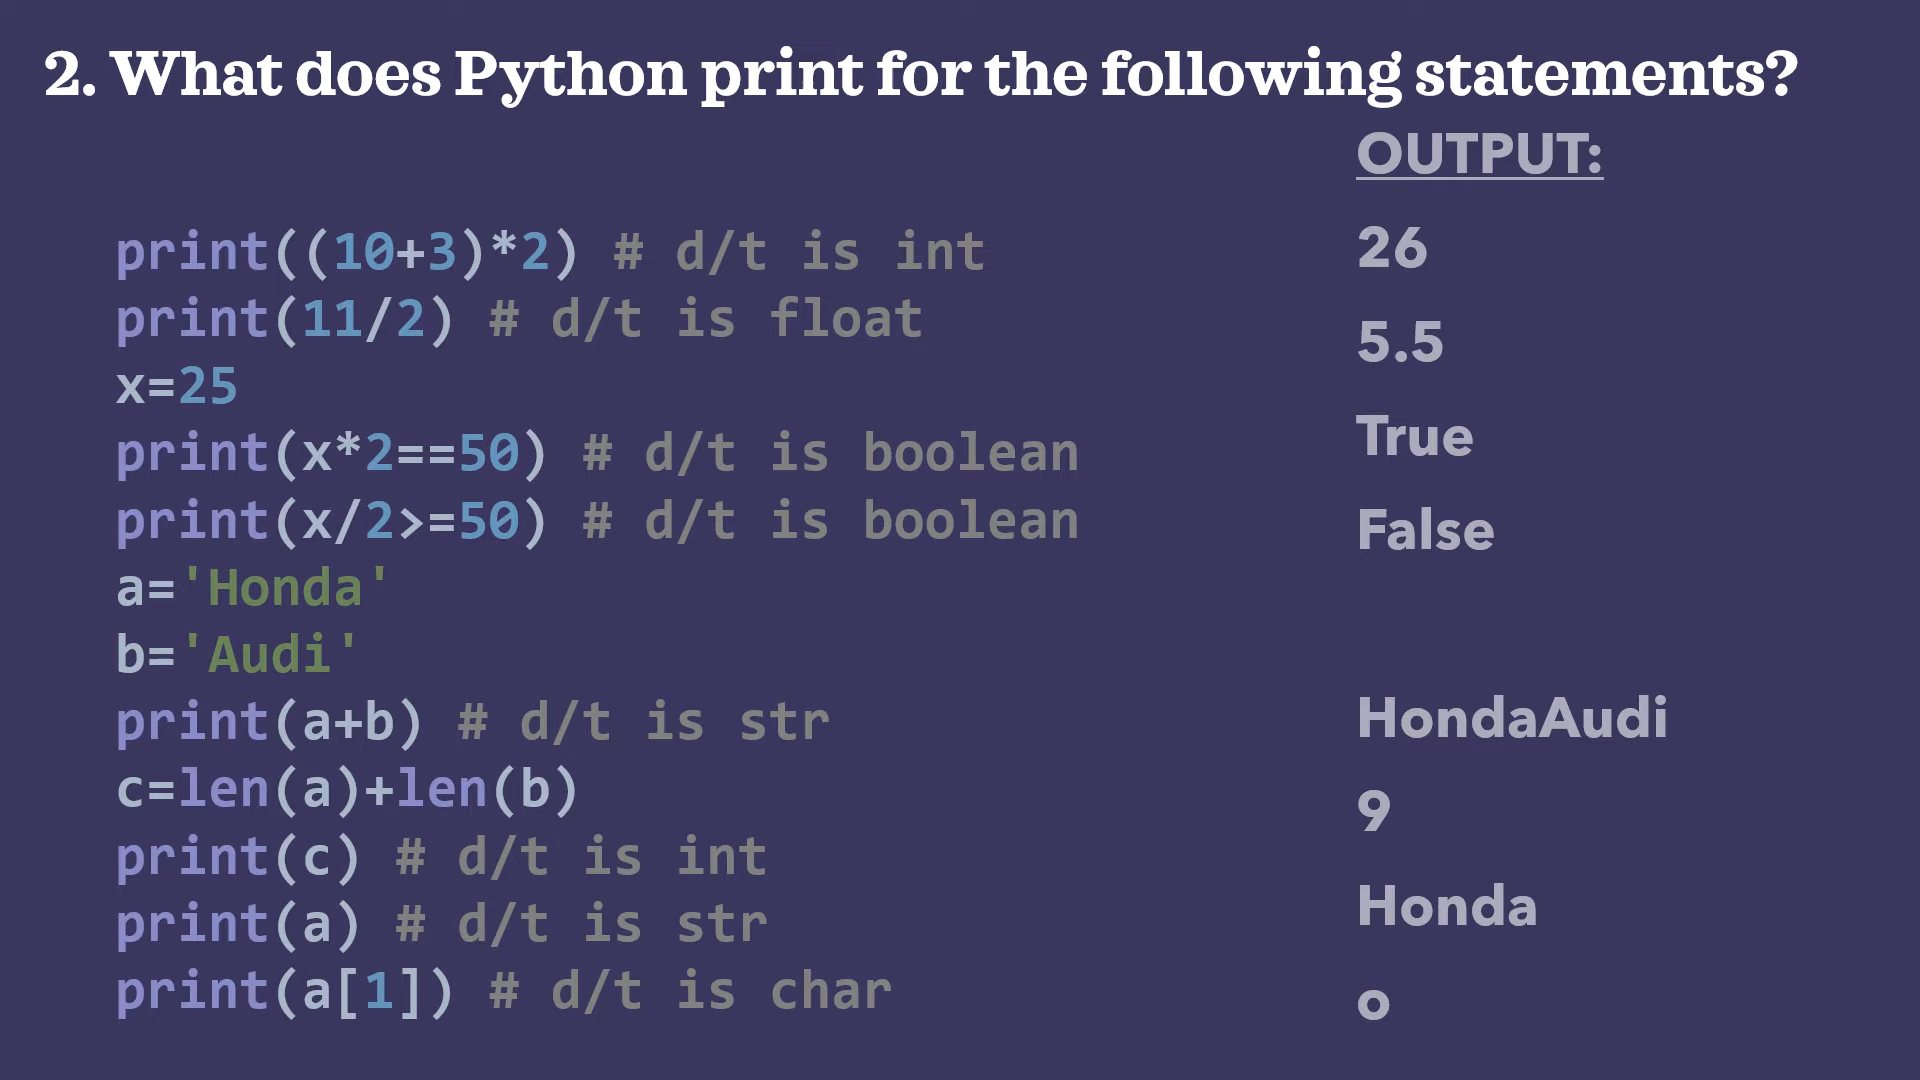 2. What does Python print for the following statements?
OUTPUT:
print((10+3)*2) # d/t is int
print(11/2) # d/t is float
x=25
print(x*2==50) # d/t is boolean
print(x/2>=50) # d/t is boolean
a='Honda'
b='Audi'
print(a+b) # d/t is str
c=len(a)+len(b)
print(c) # d/t is int
print(a) # d/t is str
print(a[1]) # d/t is char
26
5.5
True
False
HondaAudi
9
Honda
o